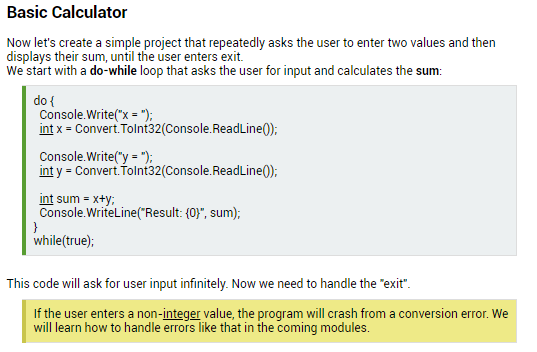 Basic Calculator
Now let's create a simple project that repeatedly asks the user to enter two values and then
displays their sum, until the user enters exit.
We start with a do-while loop that asks the user for input and calculates the sum:
do {
Console.Write("x = ");
int x = Convert.ToInt32(Console.ReadLine());
Console.Write("y = ");
int y = Convert.ToInt32(Console.ReadLine());
int sum = x+y;
Console.WriteLine("Result: {0}", sum);
}
while(true);
This code will ask for user input infinitely. Now we need to handle the "exit".
If the user enters a non-integer value, the program will crash from a conversion error. We
will learn how to handle errors like that in the coming modules.